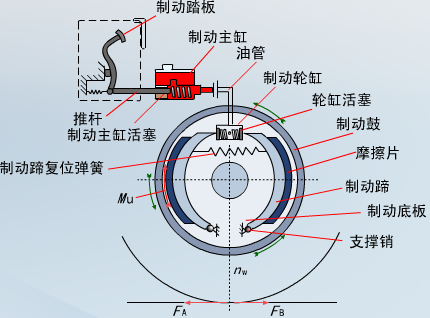 制动踏板
制动主缸
油管
制动轮缸
推杆
轮缸活塞
制动主缸活塞
制动鼓
摩擦片
制动蹄复位弹簧
制动蹄
Mu
制动底板
支撑销
nw
FA
FB